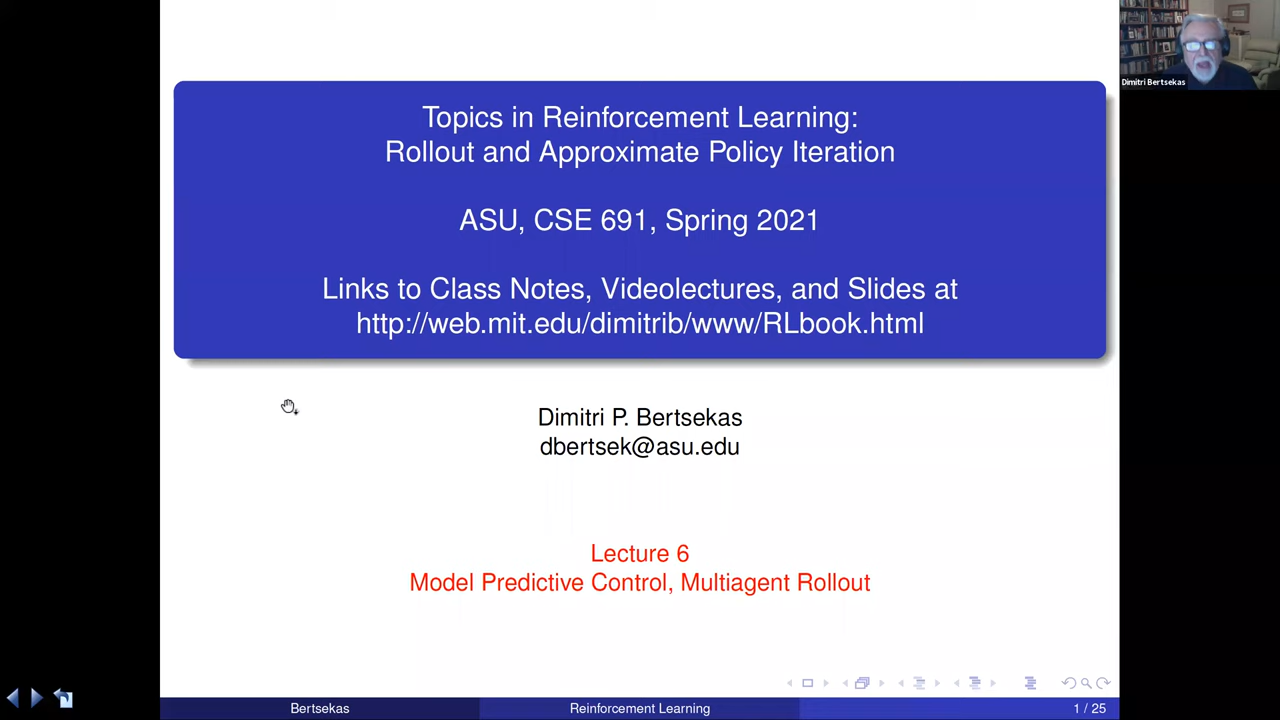 Topics in Reinforcement Learning:
Rollout and Approximate Policy Iteration
ASU, CSE 691, Spring 2021
Links to Class Notes, Videolectures, and Slides at
http://web.mit.edu/dimitrib/www/RLbook.html
Dimitri P. Bertsekas
dbertsek@asu.edu
Lecture 6
Model Predictive Control, Multiagent Rollout
Bertsekas
Reinforcement Learning
1 / 25
Dimitri Bertsekas